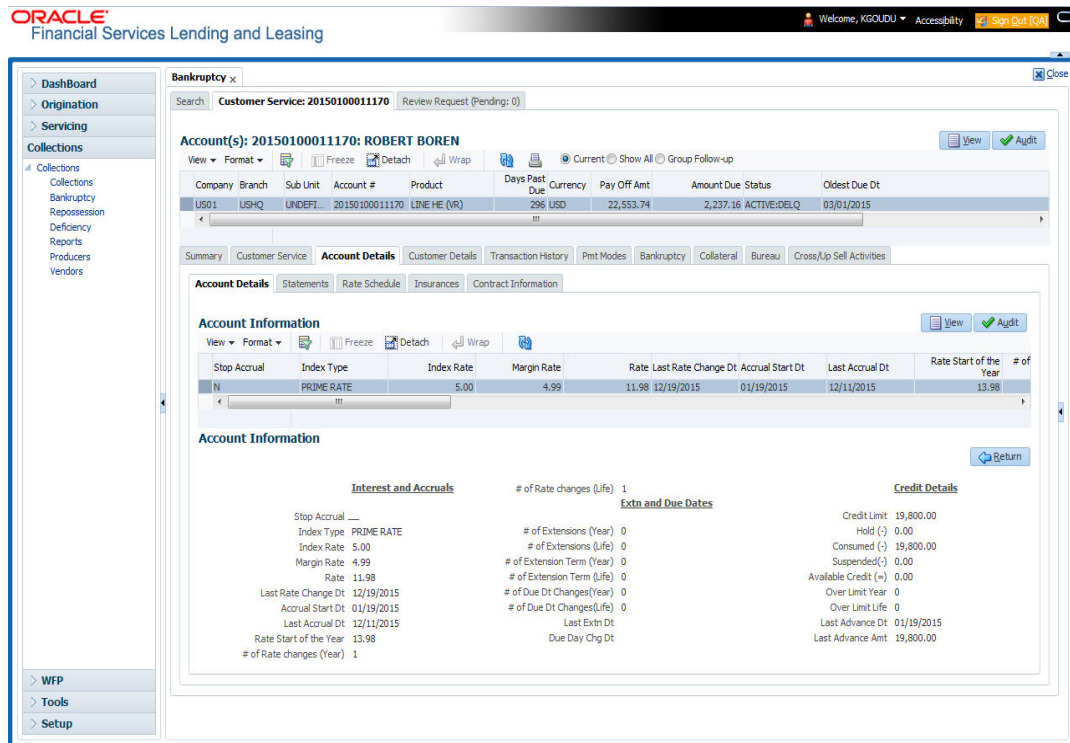 ORACLE
Financial Services Lending and Leasing
Welcome, KGOUDU Accessibility Sign Out [QA]
Close
DashBoard
Origination
Servicing
Collections
Collections
Collections
Bankruptcy
Repossession
Deficiency
Reports
Producers
Vendors
WFP
Tools
Setup
Bankruptcy x
Search Customer Service: 20150100011170 Review Request (Pending: 0)
Account(s): 20150100011170: ROBERT BOREN
View Audit
View Format Freeze Detach Wrap Current Show All Group Follow-up
Company Branch Sub Unit Account # Product Days Past Due Currency Pay Off Amt Amount Due Status Oldest Due Dt
US01 USHQ UNDEFI... 20150100011170 LINE HE (VR) 296 USD 22,553.74 2,237.16 ACTIVE:DELQ 03/01/2015
Summary Customer Service Account Details Customer Details Transaction History Pmt Modes Bankruptcy Collateral Bureau Cross/Up Sell Activities
Account Details Statements Rate Schedule Insurances Contract Information
Account Information
View Audit
View Format Freeze Detach Wrap
Stop Accrual Index Type Index Rate Margin Rate Rate Last Rate Change Dt Accrual Start Dt Last Accrual Dt Rate Start of the Year # of
N PRIME RATE 5.00 4.99 11.98 12/19/2015 01/19/2015 12/11/2015 13.98
Account Information
Return
Interest and Accruals
Stop Accrual
Index Type PRIME RATE
Index Rate 5.00
Margin Rate 4.99
Rate 11.98
Last Rate Change Dt 12/19/2015
Accrual Start Dt 01/19/2015
Last Accrual Dt 12/11/2015
Rate Start of the Year 13.98
# of Rate changes (Year) 1
# of Rate changes (Life) 1
Extn and Due Dates
# of Extensions (Year) 0
# of Extensions (Life) 0
# of Extension Term (Year) 0
# of Extension Term (Life) 0
# of Due Dt Changes(Year) 0
# of Due Dt Changes(Life) 0
Last Extn Dt
Due Day Chg Dt
Credit Details
Credit Limit 19,800.00
Hold (-) 0.00
Consumed (-) 19,800.00
Suspended(-) 0.00
Available Credit (=) 0.00
Over Limit Year 0
Over Limit Life 0
Last Advance Dt 01/19/2015
Last Advance Amt 19,800.00